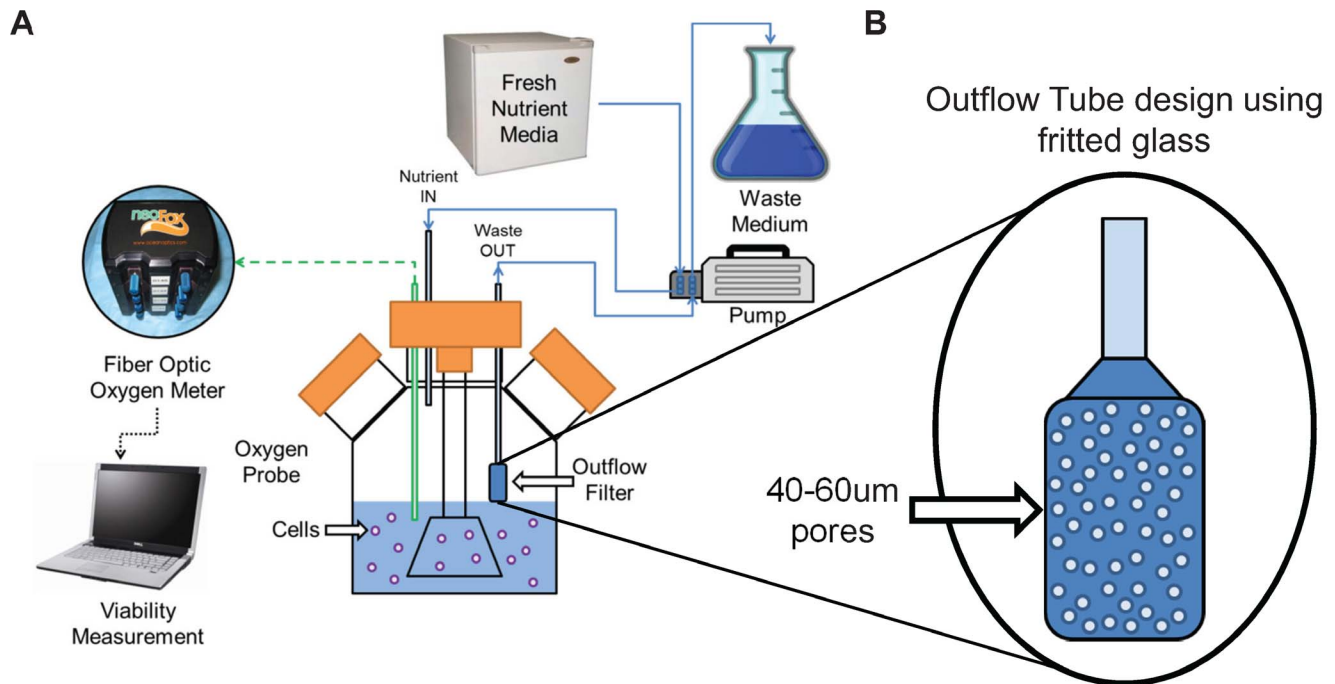 A
B
Fresh
Nutrient
Media
Outflow Tube design using
fritted glass
Nutrient
IN
Waste
Medium
Waste
OUT
neoFox
Pump
Fiber Optic
Oxygen Meter
Oxygen
Probe
Outflow
Filter
40-60um
pores
Cells
Viability
Measurement